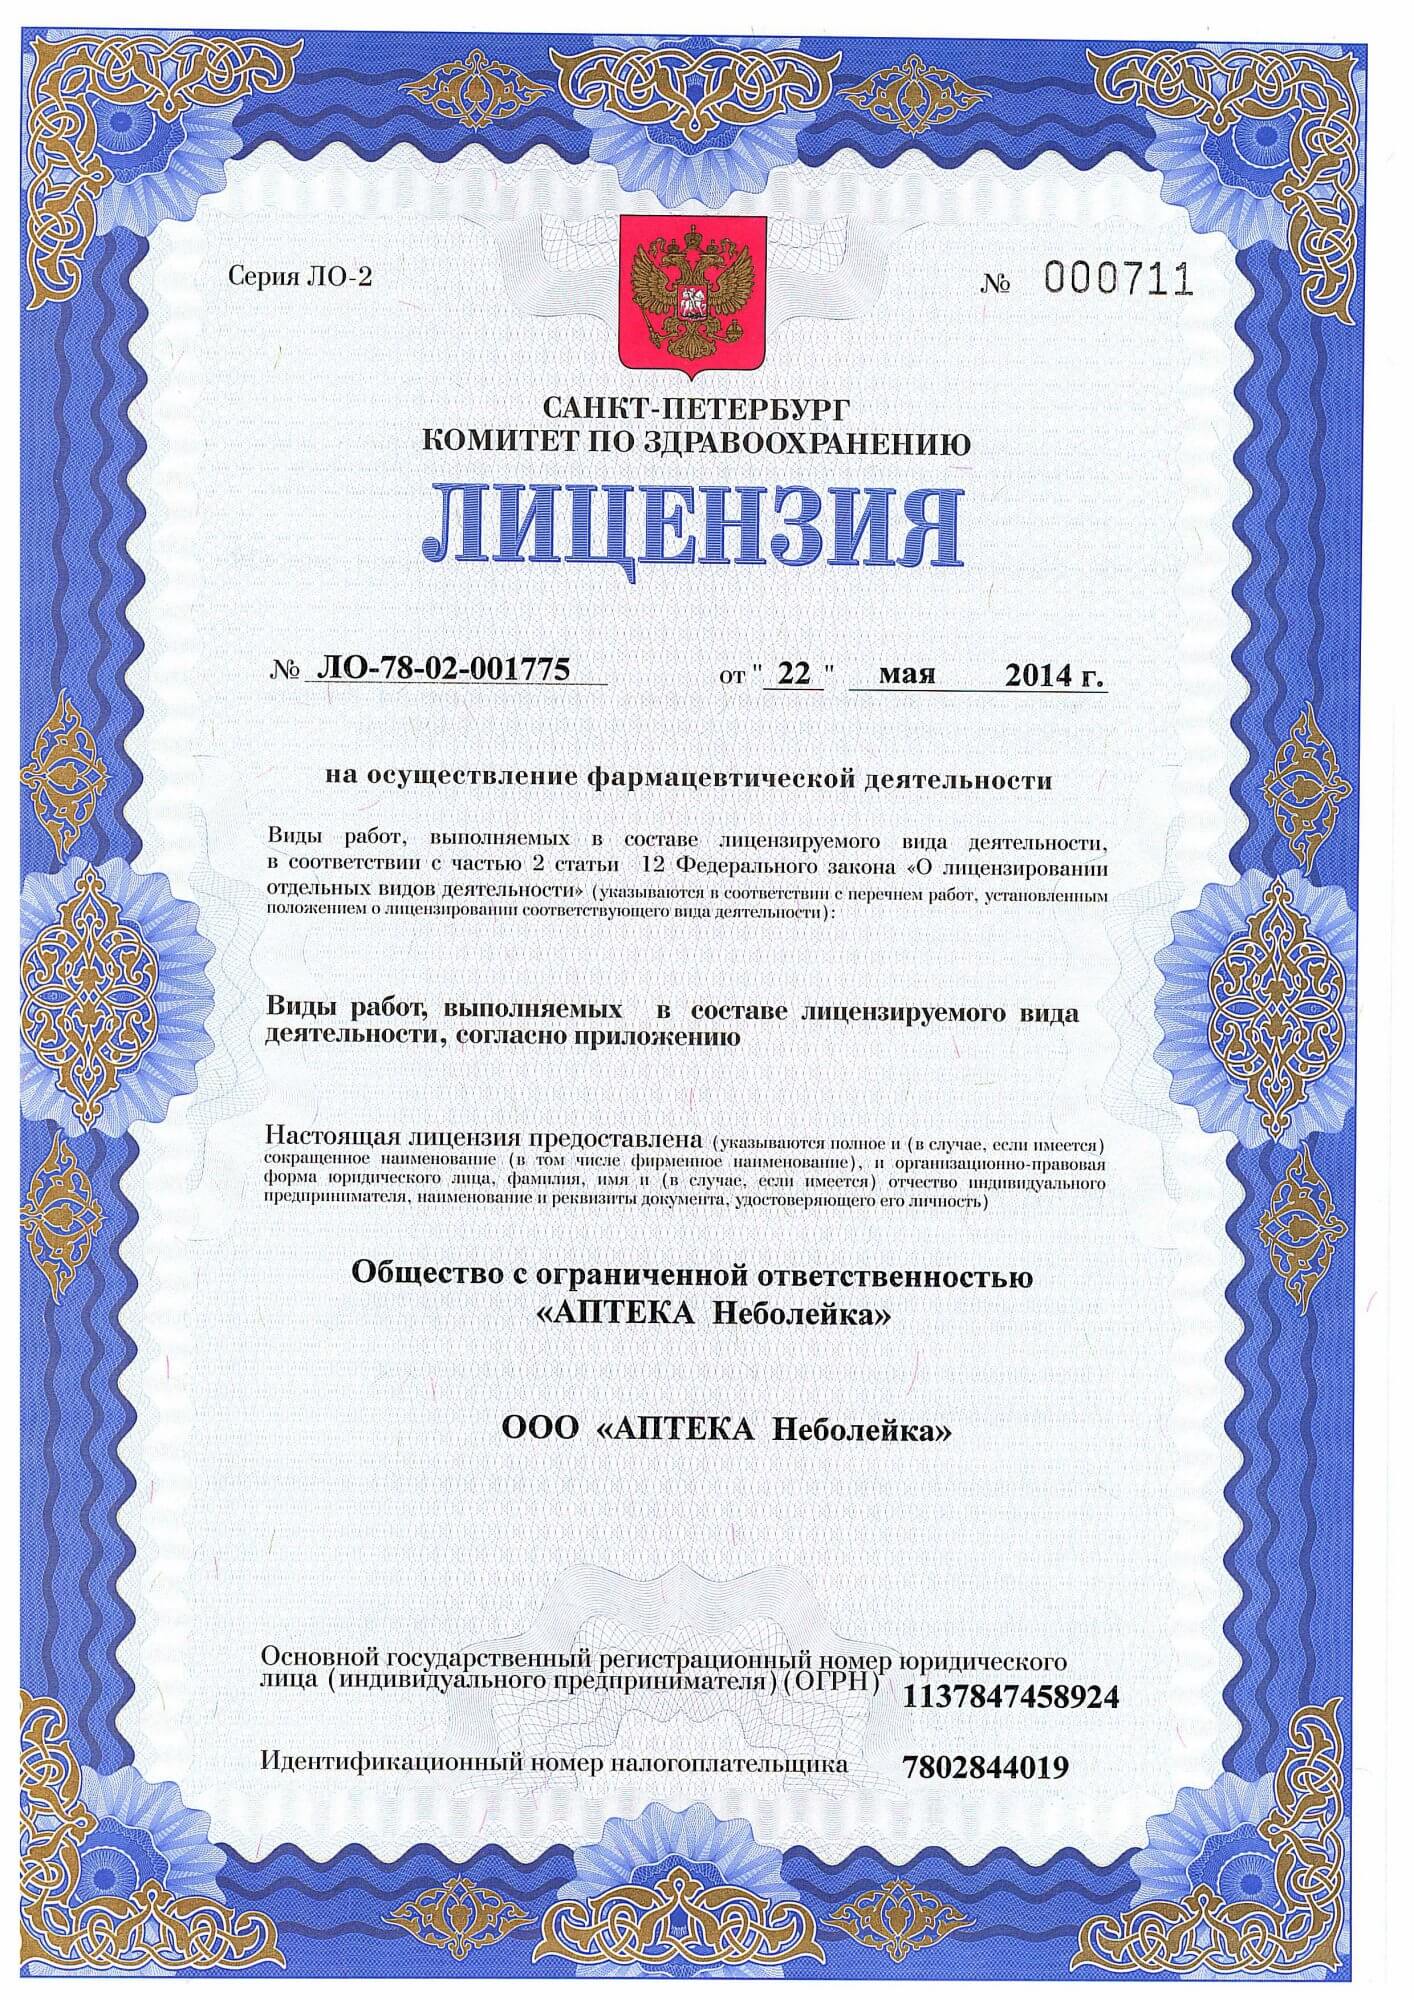 Серия ЛО-2
№ 000711
САНКТ-ПЕТЕРБУРГ
КОМИТЕТ ПО ЗДРАВООХРАНЕНИЮ
ЛИЦЕНЗИЯ
№ ЛО-78-02-001775 от " 22 " мая 2014 г.
на осуществление фармацевтической деятельности
Виды работ, выполняемых в составе лицензируемого вида деятельности,
в соответствии с частью 2 статьи 12 Федерального закона «О лицензировании
отдельных видов деятельности» (указываются в соответствии с перечнем работ, установленным
положением о лицензировании соответствующего вида деятельности):
Виды работ, выполняемых в составе лицензируемого вида
деятельности, согласно приложению
Настоящая лицензия предоставлена (указываются полное и (в случае, если имеется)
сокращенное наименование (в том числе фирменное наименование), и организационно-правовая
форма юридического лица, фамилия, имя и (в случае, если имеется) отчество индивидуального
предпринимателя, наименование и реквизиты документа, удостоверяющего его личность)
Общество с ограниченной ответственностью
«АПТЕКА Неболейка»
ООО «АПТЕКА Неболейка»
Основной государственный регистрационный номер юридического
лица (индивидуального предпринимателя) (ОГРН) 1137847458924
Идентификационный номер налогоплательщика 7802844019